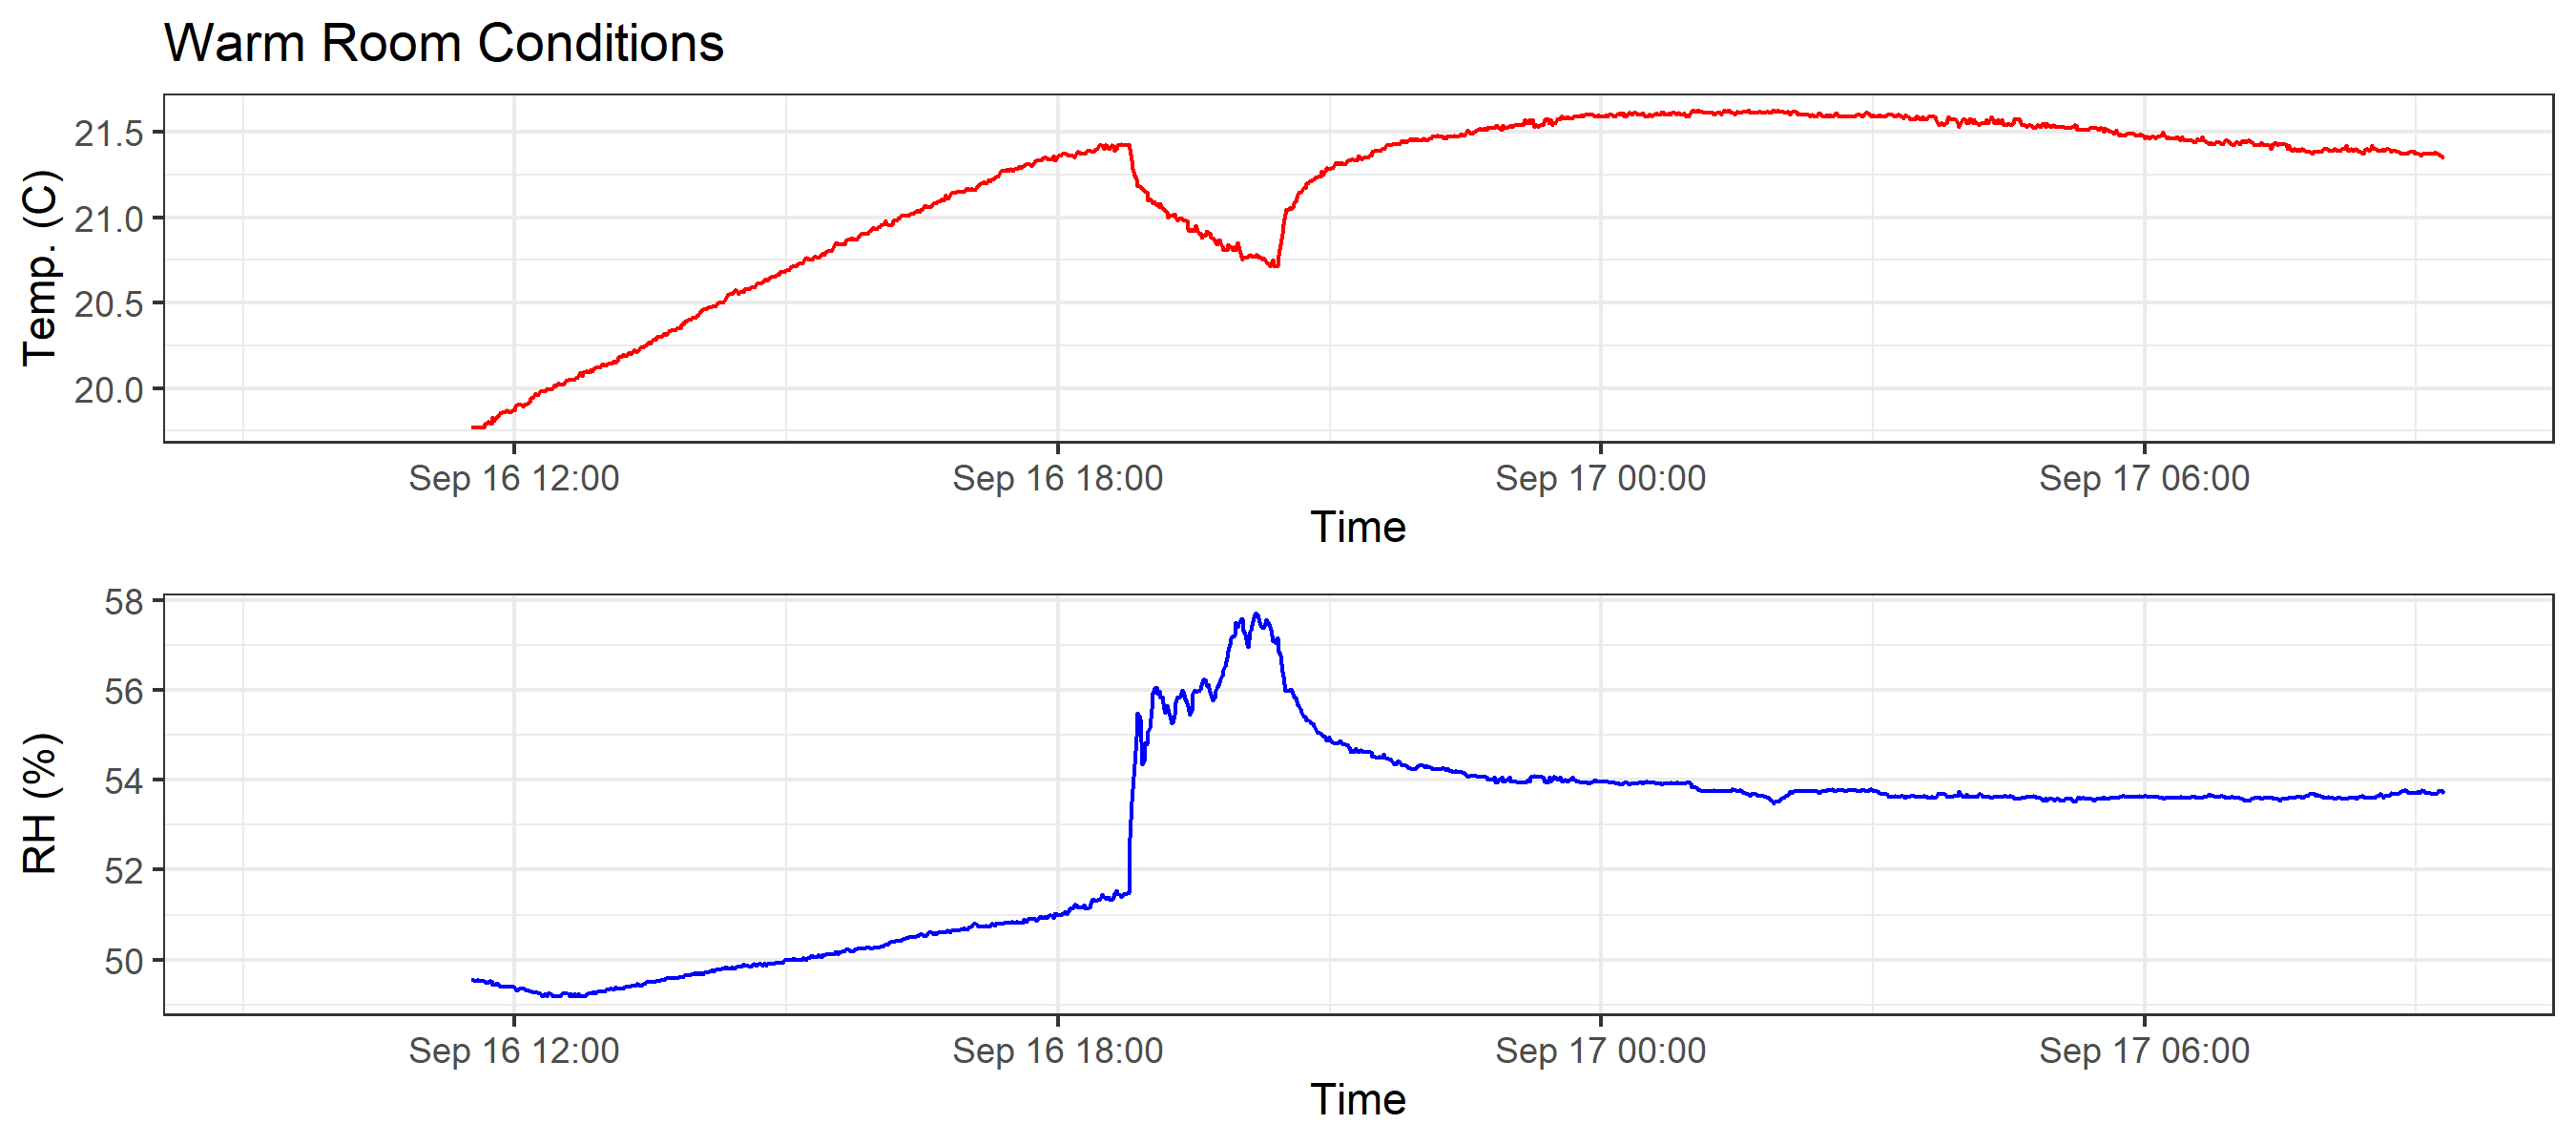 Warm Room Conditions
Temp. (C)
21.5
21.0
20.5
20.0
Sep 16 12:00 Sep 16 18:00 Sep 17 00:00 Sep 17 06:00
Time
RH (%)
58
56
54
52
50
Sep 16 12:00 Sep 16 18:00 Sep 17 00:00 Sep 17 06:00
Time